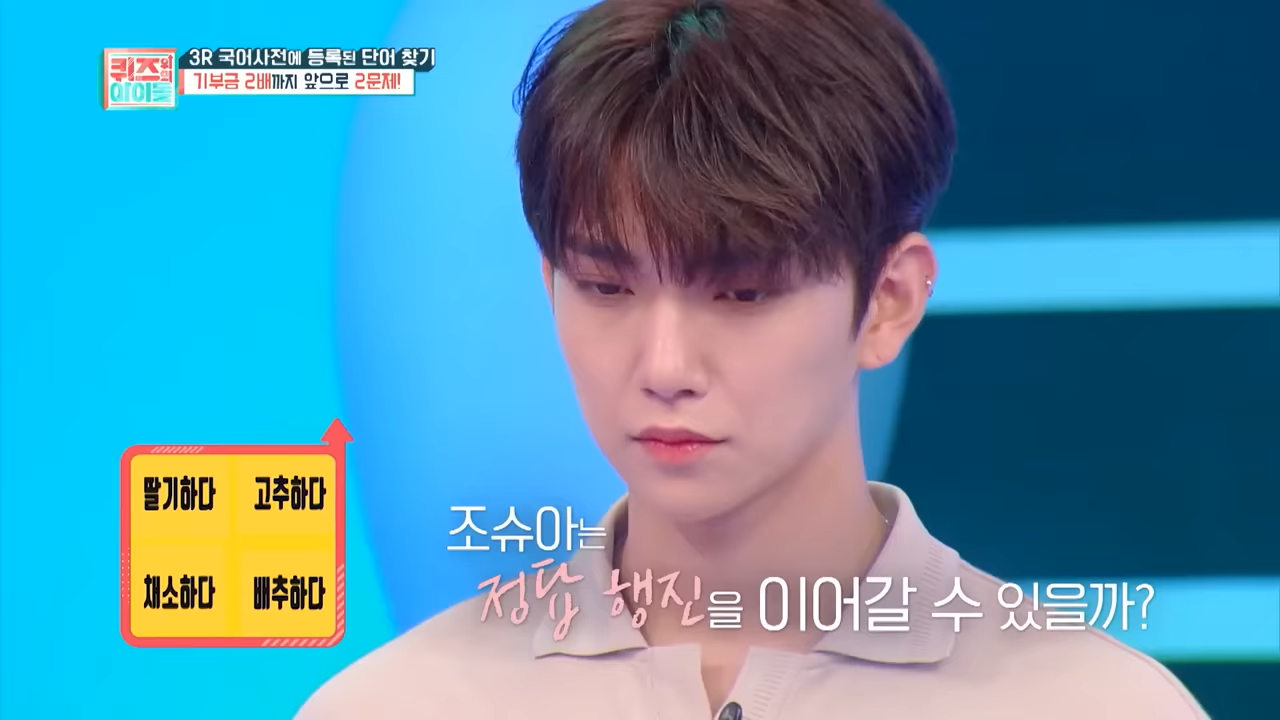 퀴즈위의
아이돌
3R 국어사전에 등록된 단어 찾기
기부금 2배까지 앞으로 2문제!
딸기하다 고추하다
채소하다 배추하다
조슈아는
정답 행진을 이어갈 수 있을까?